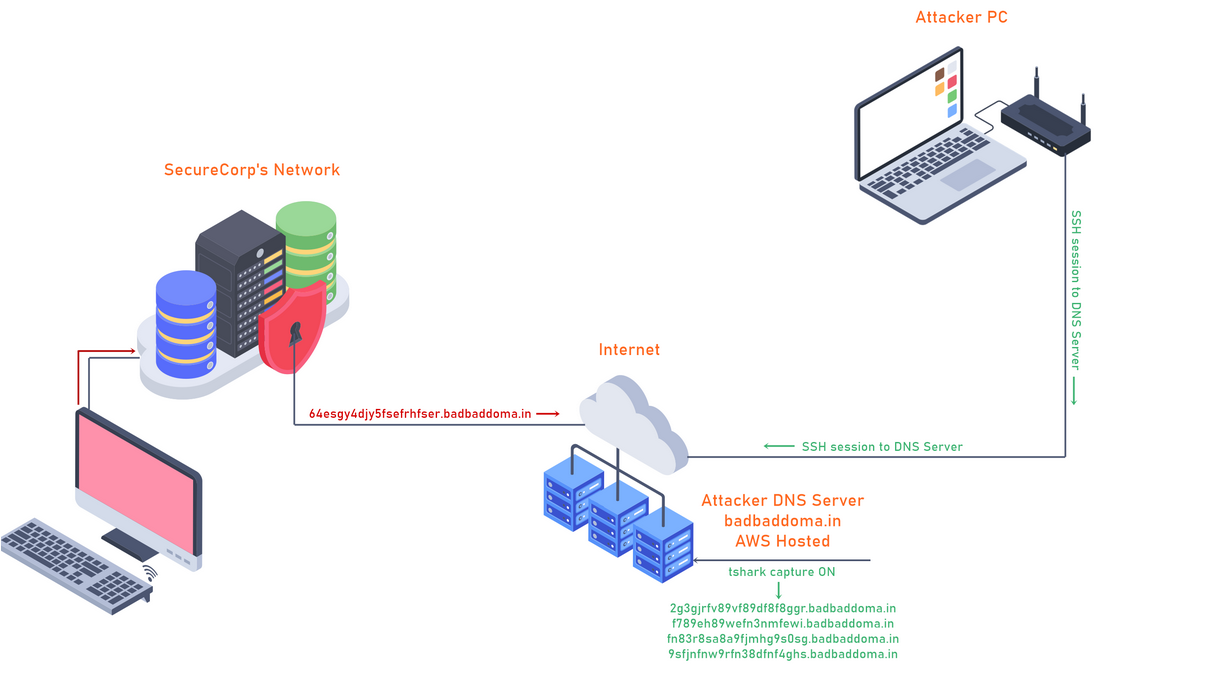 Attacker PC
SecureCorp's Network
SSH session to DNS Server
Internet
64esgy4djy5fsefrhfser.badbaddoma.in
SSH session to DNS Server
Attacker DNS Server
badbaddoma.in
AWS Hosted
tshark capture ON
2g3gjrfv89vf89df8f8ggr.badbaddoma.in
f789eh89wefn3nmfewi.badbaddoma.in
fn83r8sa8a9fjmhg9s0sg.badbaddoma.in
9sfjnfnw9rfn38dfnf4ghs.badbaddoma.in